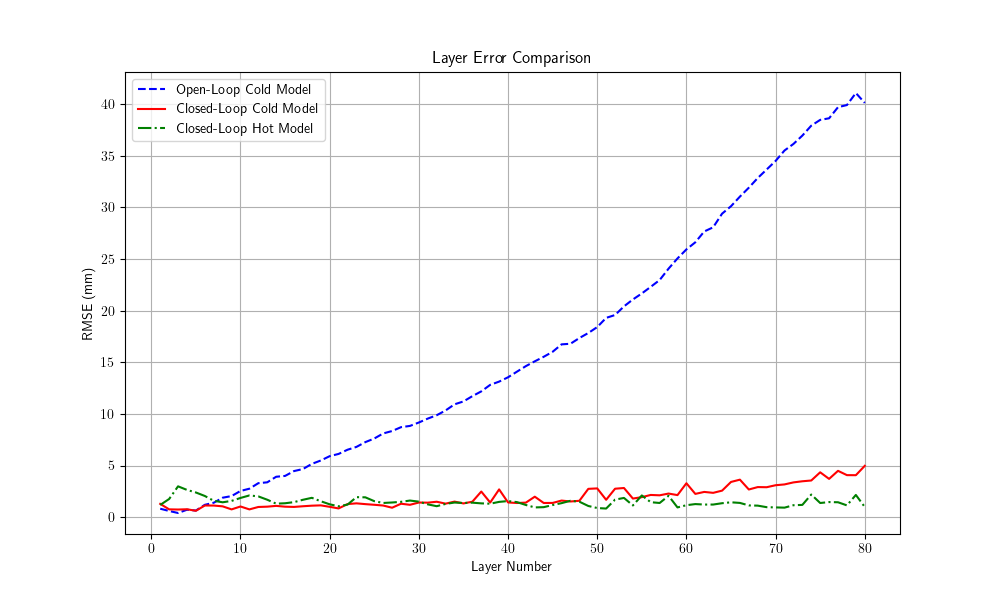 Layer Error Comparison
Open-Loop Cold Model
Closed-Loop Cold Model
Closed-Loop Hot Model
RMSE (mm)
40
35
30
25
20
15
10
5
0
0 10 20 30 40 50 60 70 80
Layer Number